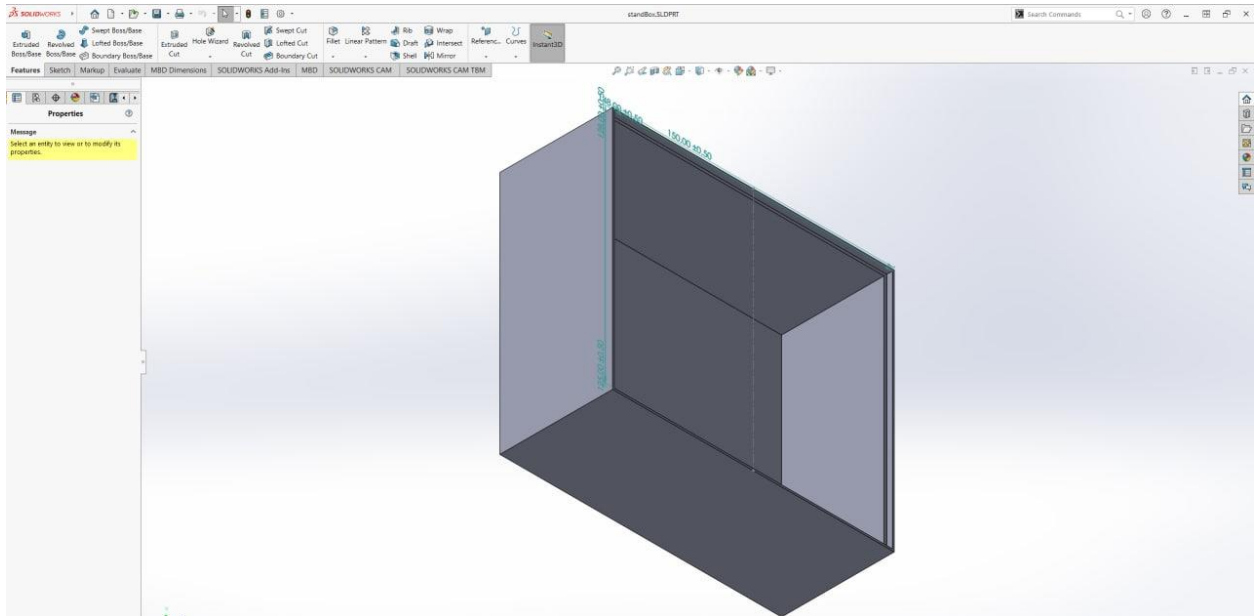 SOLIDWORKS
standBox.SLDPRT
Search Commands
Extruded Boss/Base
Revolved Boss/Base
Swept Boss/Base
Lofted Boss/Base
Boundary Boss/Base
Extruded Cut
Hole Wizard
Revolved Cut
Swept Cut
Lofted Cut
Boundary Cut
Fillet
Linear Pattern
Rib
Draft
Shell
Wrap
Intersect
Mirror
Referenc...
Curves
Instant3D
Features
Sketch
Markup
Evaluate
MBD Dimensions
SOLIDWORKS Add-Ins
MBD
SOLIDWORKS CAM
SOLIDWORKS CAM TBM
Properties
Message
Select an entity to view or to modify its
properties.
150.00 ±0.50